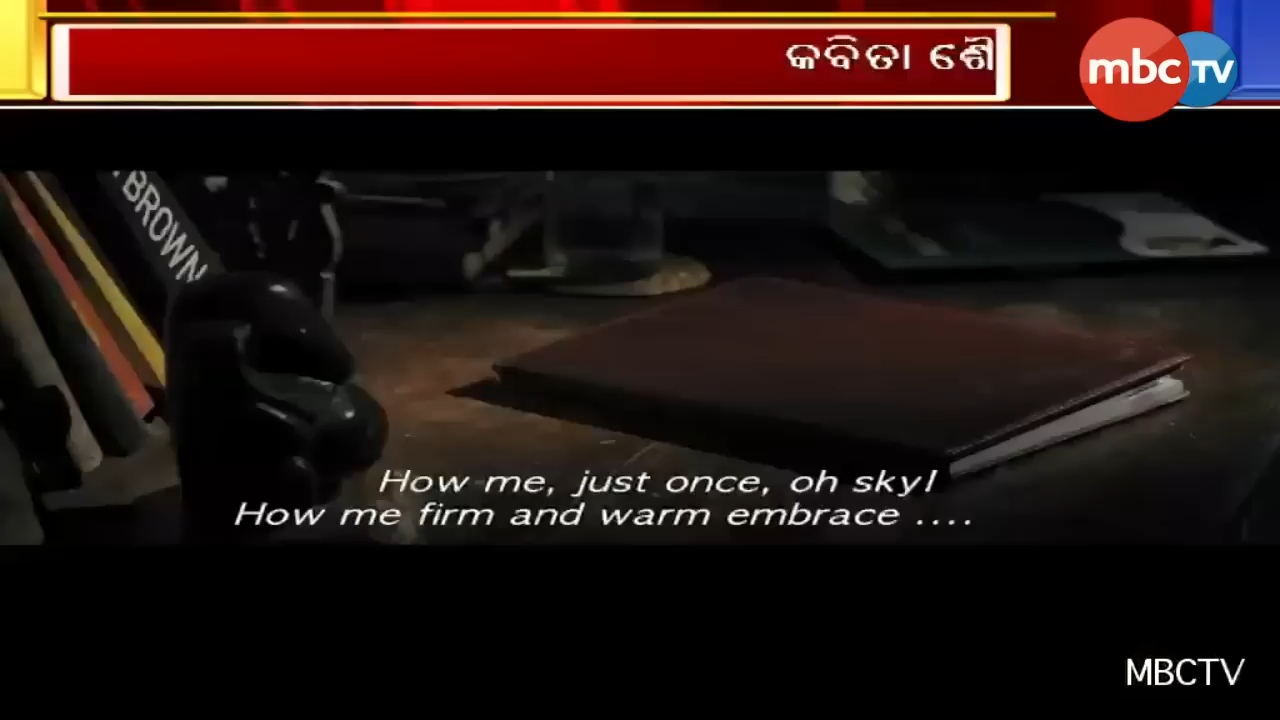 କବିତା ଶୈ
mbc TV
BROWN
How me, just once, oh sky!
How me firm and warm embrace ....
MBCTV